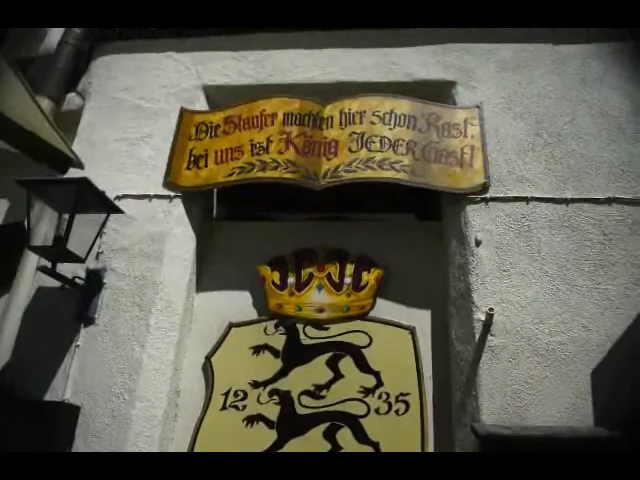 Die Staufer machten hier schon Rast-
bei uns ist König JEDER Gast!
12 35